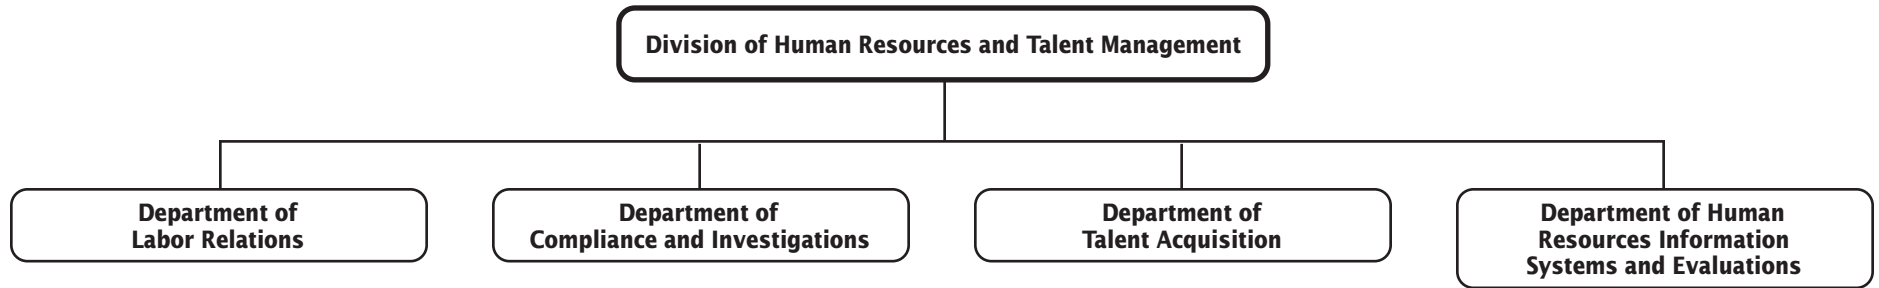 Division of Human Resources and Talent Management
Department of
Labor Relations
Department of
Compliance and Investigations
Department of
Talent Acquisition
Department of Human
Resources Information
Systems and Evaluations